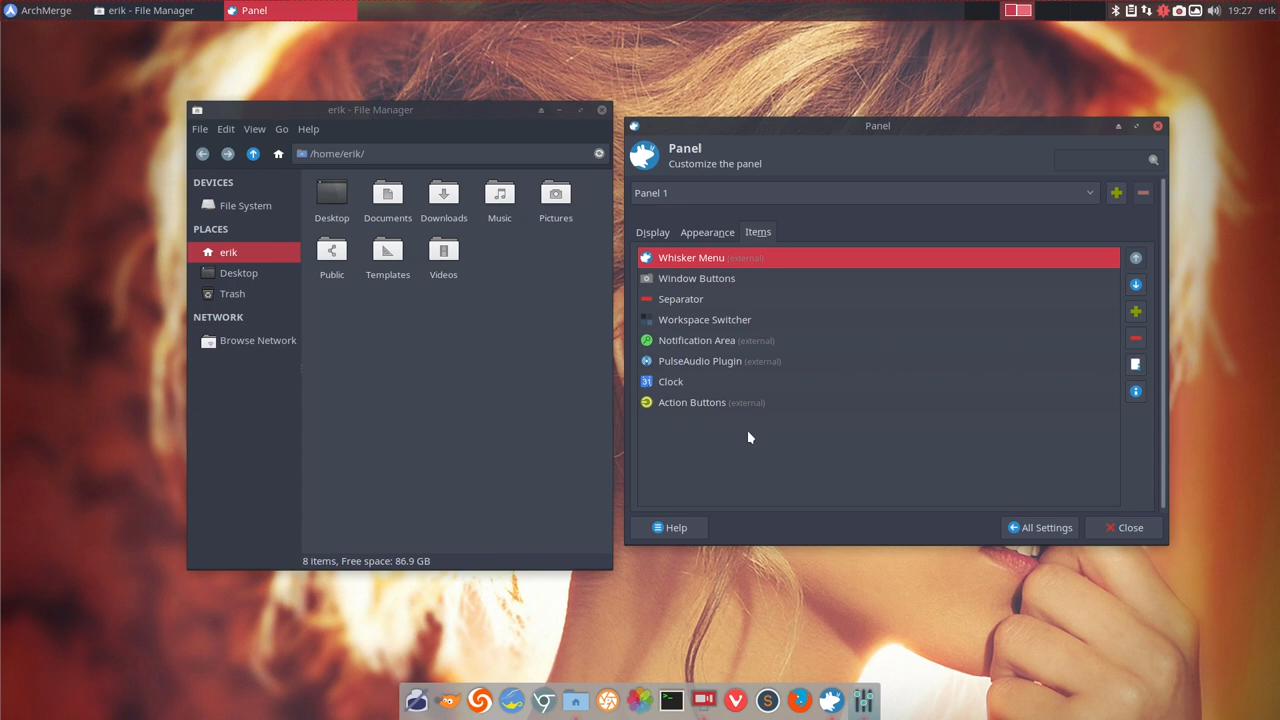 ArchMerge erik - File Manager Panel 19:27 erik
erik - File Manager
File Edit View Go Help
/home/erik/
DEVICES
File System
PLACES
erik
Desktop
Trash
NETWORK
Browse Network
Desktop Documents Downloads Music Pictures
Public Templates Videos
8 items, Free space: 86.9 GB
Panel
Panel
Customize the panel
Panel 1
Display Appearance Items
Whisker Menu (external)
Window Buttons
Separator
Workspace Switcher
Notification Area (external)
PulseAudio Plugin (external)
31 Clock
Action Buttons (external)
Help All Settings Close